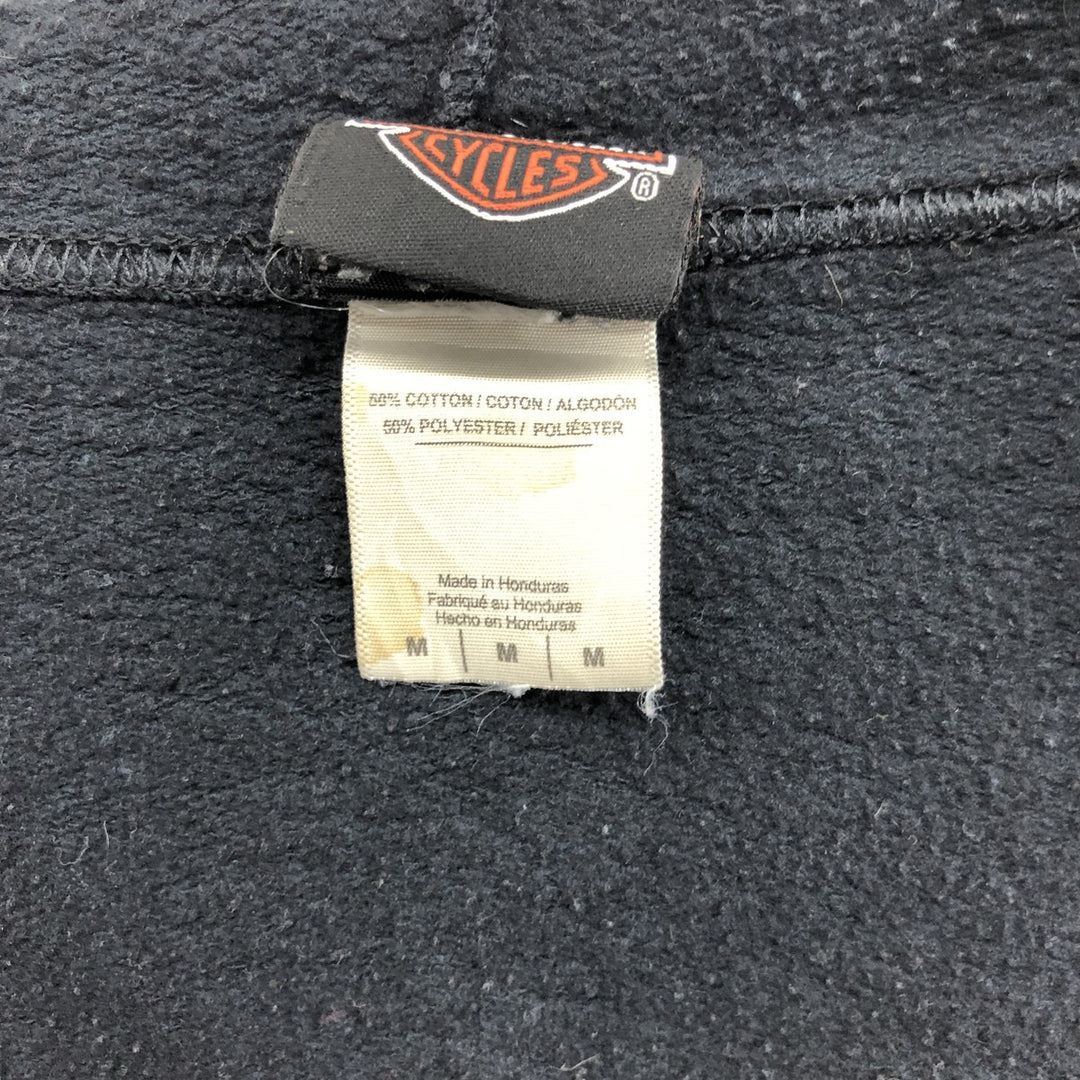 CYCLES
®
50% COTTON / COTON / ALGODÓN
50% POLYESTER / POLIÉSTER
Made in Honduras
Fabriqué au Honduras
Hecho en Honduras
M | M | M